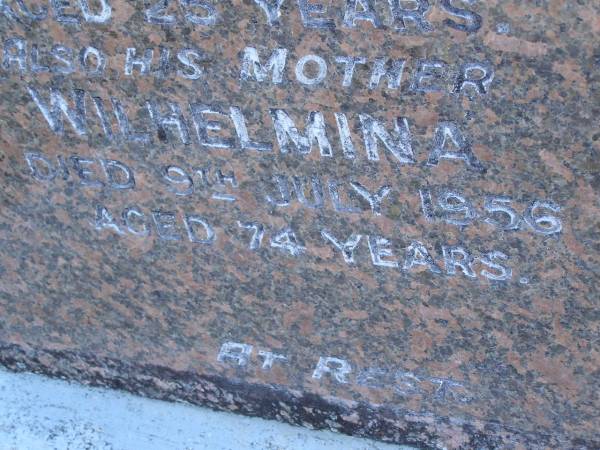 AGED 25 YEARS.
ALSO HIS MOTHER
WILHELMINA
DIED 9TH JULY 1956
AGED 74 YEARS.
AT REST